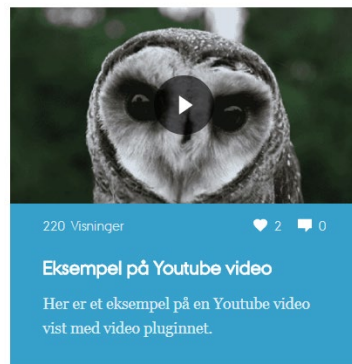 220 Visninger 2 0
Eksempel på Youtube video
Her er et eksempel på en Youtube video
vist med video pluginnet.